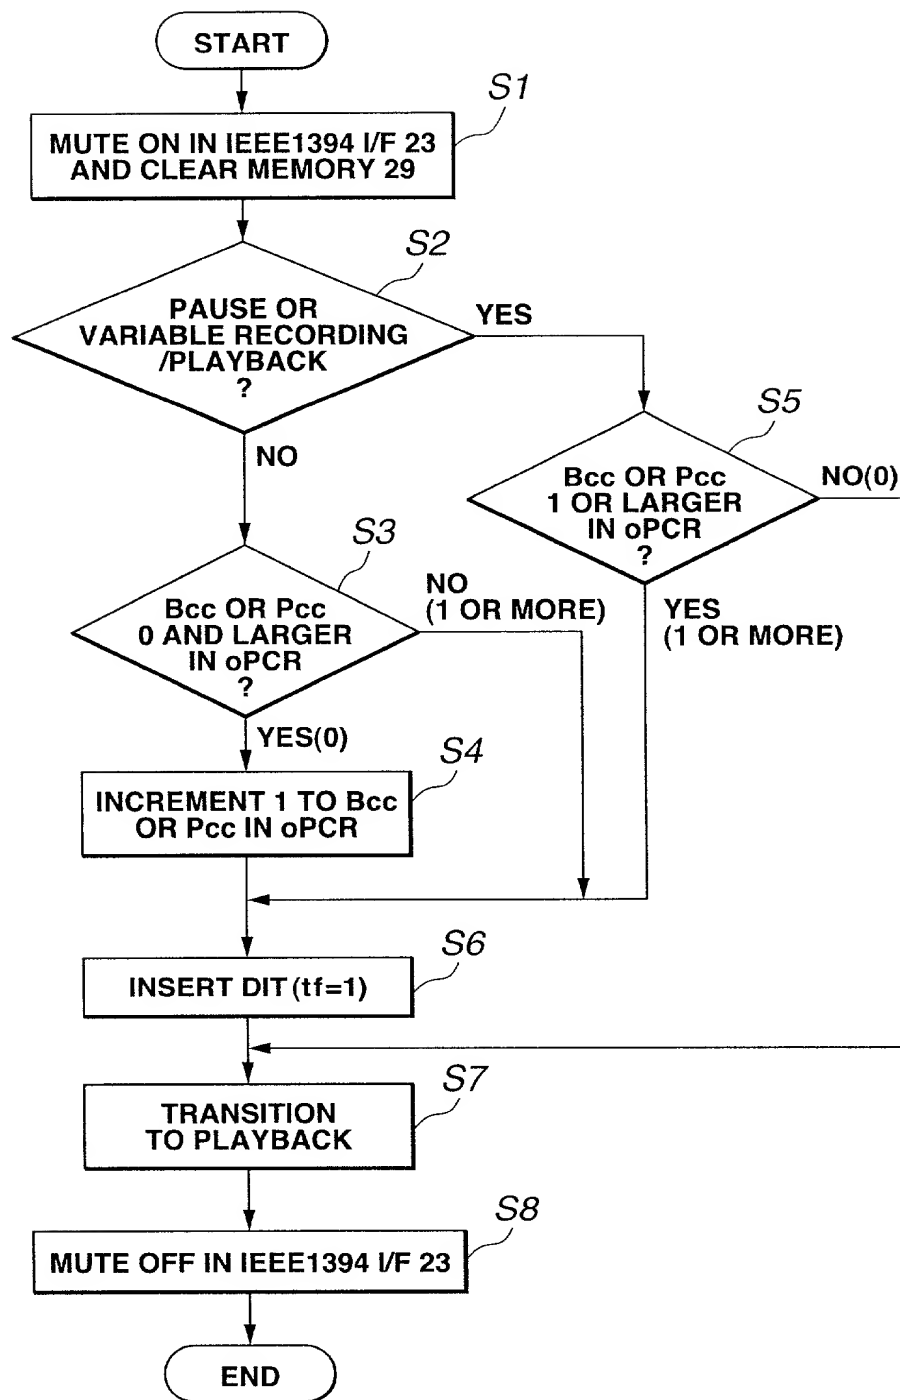 START
S1
MUTE ON IN IEEE1394 I/F 23
AND CLEAR MEMORY 29
S2
PAUSE OR
VARIABLE RECORDING
/PLAYBACK
?
YES
NO
S5
Bcc OR Pcc
1 OR LARGER
IN oPCR
?
NO(0)
YES
(1 OR MORE)
S3
Bcc OR Pcc
0 AND LARGER
IN oPCR
?
NO
(1 OR MORE)
YES(0)
S4
INCREMENT 1 TO Bcc
OR Pcc IN oPCR
S6
INSERT DIT (tf=1)
S7
TRANSITION
TO PLAYBACK
S8
MUTE OFF IN IEEE1394 I/F 23
END